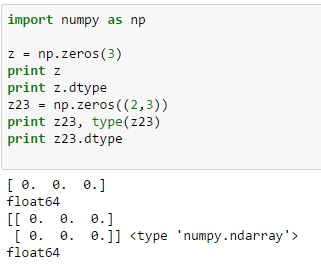 import numpy as np
z = np.zeros(3)
print z
print z.dtype
z23 = np.zeros((2,3))
print z23, type(z23)
print z23.dtype
[ 0.  0.  0.]
float64
[[ 0.  0.  0.]
 [ 0.  0.  0.]] <type 'numpy.ndarray'>
float64